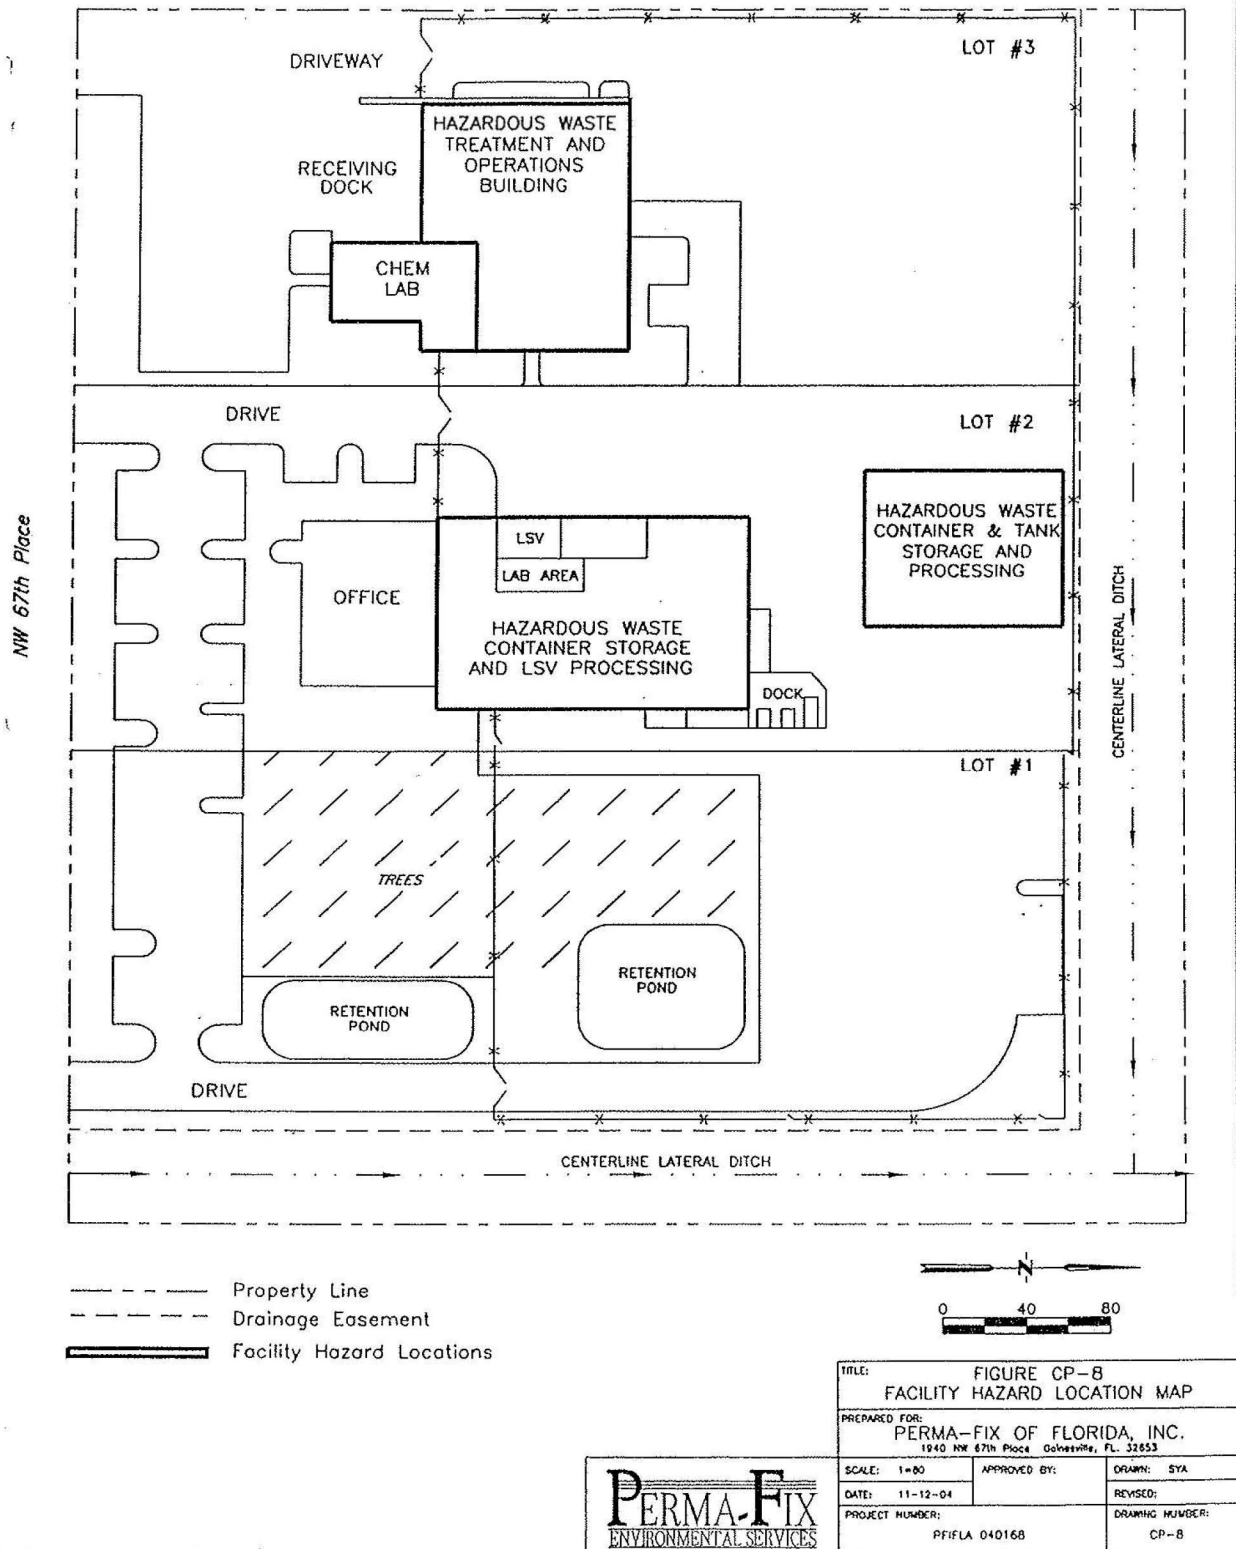 LOT #3
DRIVEWAY
HAZARDOUS WASTE
TREATMENT AND
OPERATIONS
BUILDING
RECEIVING
DOCK
CHEM
LAB
DRIVE
LOT #2
HAZARDOUS WASTE
CONTAINER & TANK
STORAGE AND
PROCESSING
LSV
LAB AREA
OFFICE
HAZARDOUS WASTE
CONTAINER STORAGE
AND LSV PROCESSING
DOCK
NW 67th Place
CENTERLINE LATERAL DITCH
LOT #1
TREES
RETENTION
POND
RETENTION
POND
DRIVE
CENTERLINE LATERAL DITCH
N
0 40 80
Property Line
Drainage Easement
Facility Hazard Locations
TITLE: FIGURE CP-8
FACILITY HAZARD LOCATION MAP
PREPARED FOR:
PERMA-FIX OF FLORIDA, INC.
1940 NW 67th Place Gainesville, FL. 32653
SCALE: 1=80 APPROVED BY: DRAWN: SYA
DATE: 11-12-04 REVISED:
PROJECT NUMBER: DRAWING NUMBER:
PFIFLA 040168 CP-8
PERMA-FIX
ENVIRONMENTAL SERVICES